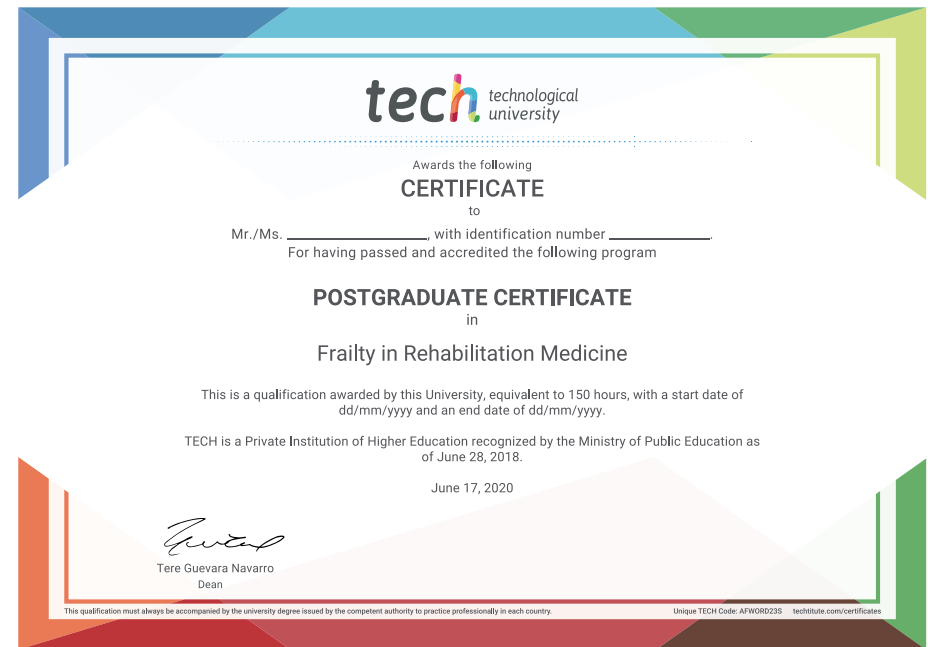 tech technological
university
Awards the following
CERTIFICATE
to
Mr./Ms. ____________________, with identification number ______________.
For having passed and accredited the following program
POSTGRADUATE CERTIFICATE
in
Frailty in Rehabilitation Medicine
This is a qualification awarded by this University, equivalent to 150 hours, with a start date of
dd/mm/yyyy and an end date of dd/mm/yyyy.
TECH is a Private Institution of Higher Education recognized by the Ministry of Public Education as
of June 28, 2018.
June 17, 2020
Tere Guevara Navarro
Dean
This qualification must always be accompanied by the university degree issued by the competent authority to practice professionally in each country. Unique TECH Code: AFWORD23S techtitute.com/certificates